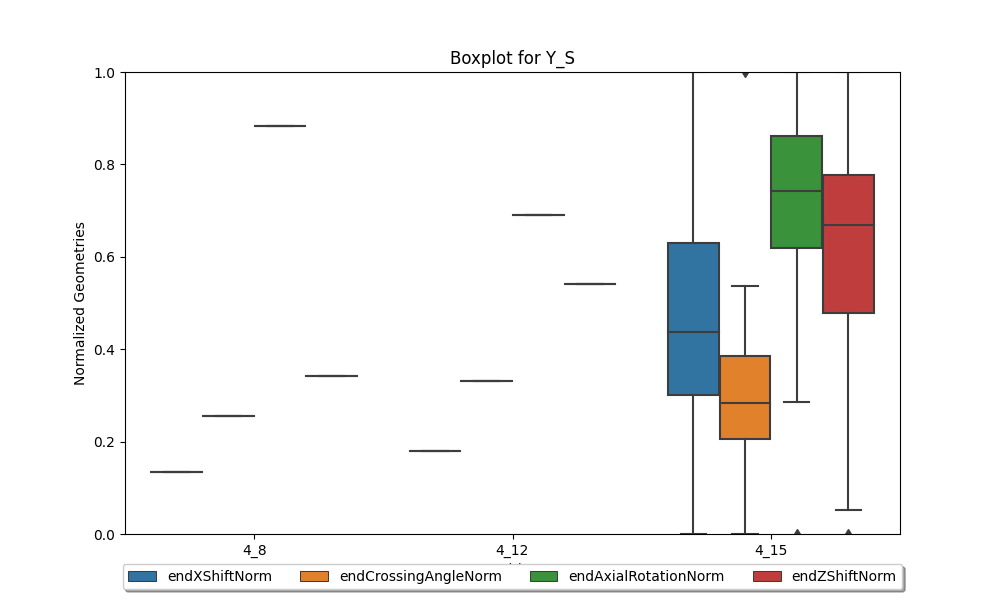 Boxplot for Y_S
Normalized Geometries
1.0
0.8
0.6
0.4
0.2
0.0
4_8 4_12 4_15
endXShiftNorm endCrossingAngleNorm endAxialRotationNorm endZShiftNorm